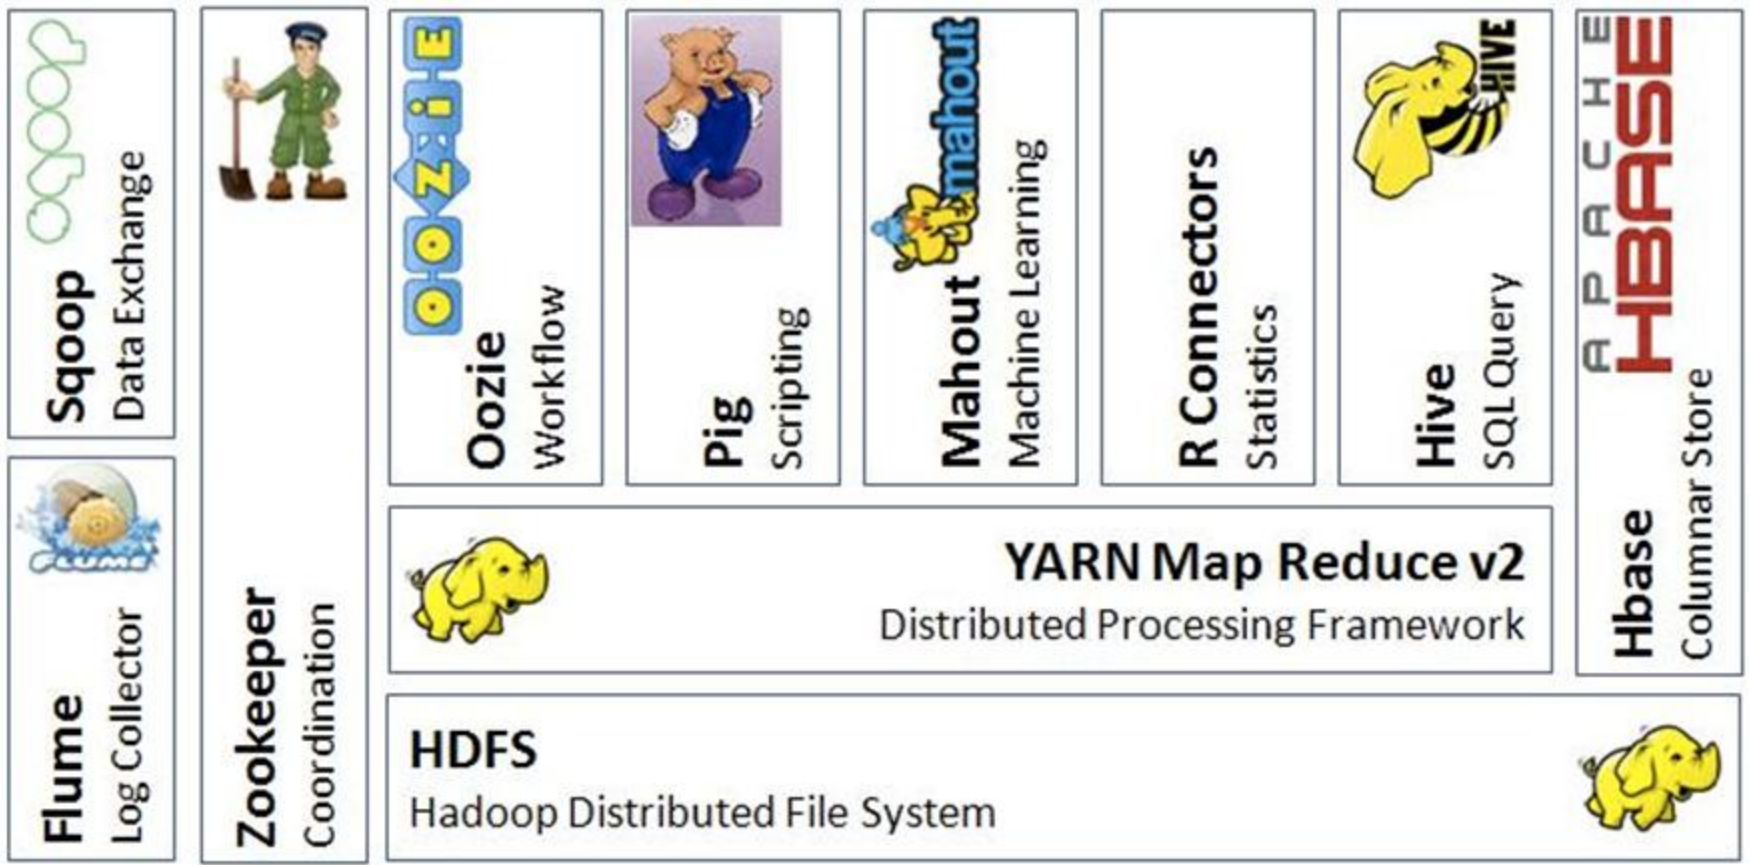 sqoop
Sqoop
Data Exchange
FLUME
Flume
Log Collector
Zookeeper
Coordination
OOZiE
Oozie
Workflow
Pig
Scripting
mahout
Mahout
Machine Learning
R Connectors
Statistics
HIVE
Hive
SQL Query
APACHE
HBASE
Hbase
Columnar Store
YARN Map Reduce v2
Distributed Processing Framework
HDFS
Hadoop Distributed File System